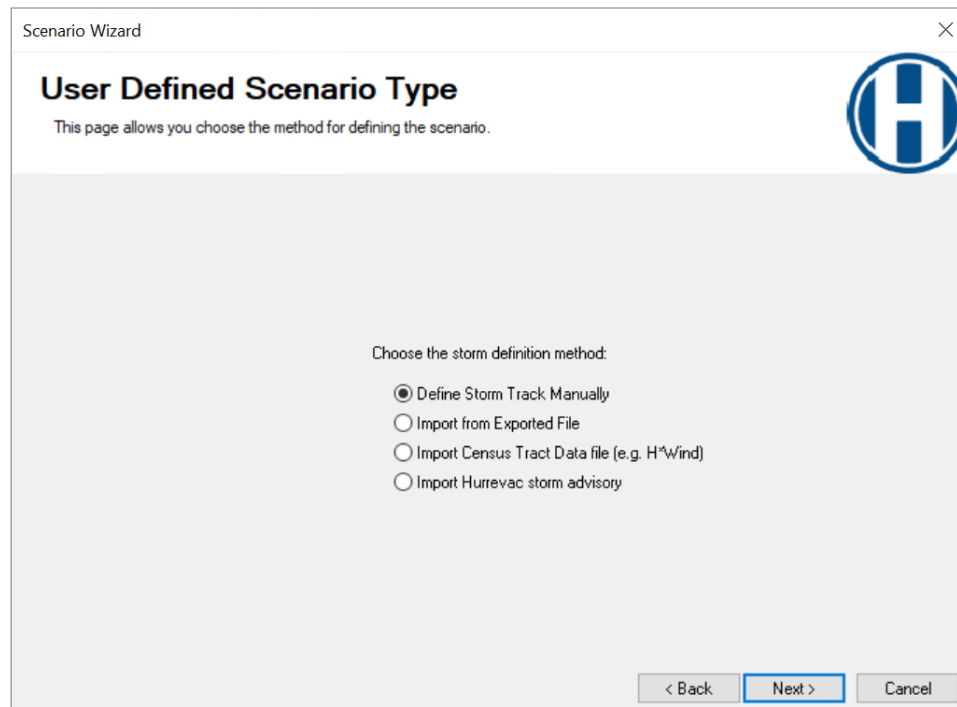 Scenario Wizard
User Defined Scenario Type
This page allows you choose the method for defining the scenario.
H
Choose the storm definition method:
Define Storm Track Manually
Import from Exported File
Import Census Tract Data file (e.g. H*Wind)
Import Hurrevac storm advisory
< Back Next > Cancel